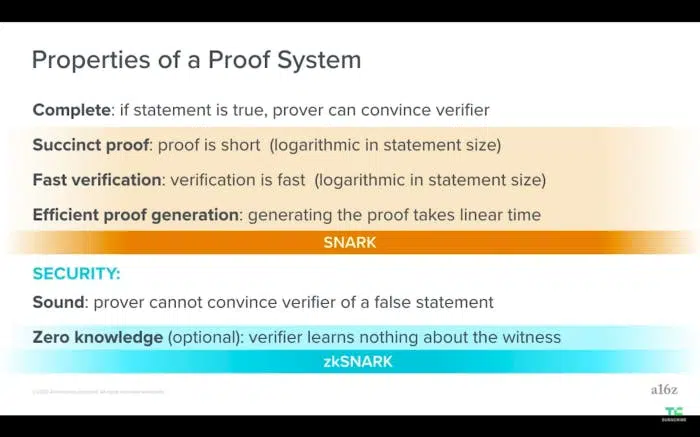 Properties of a Proof System
Complete: if statement is true, prover can convince verifier
Succinct proof: proof is short (logarithmic in statement size)
Fast verification: verification is fast (logarithmic in statement size)
Efficient proof generation: generating the proof takes linear time
SNARK
SECURITY:
Sound: prover cannot convince verifier of a false statement
Zero knowledge (optional): verifier learns nothing about the witness
zkSNARK
a16z
SUBSCRIBE